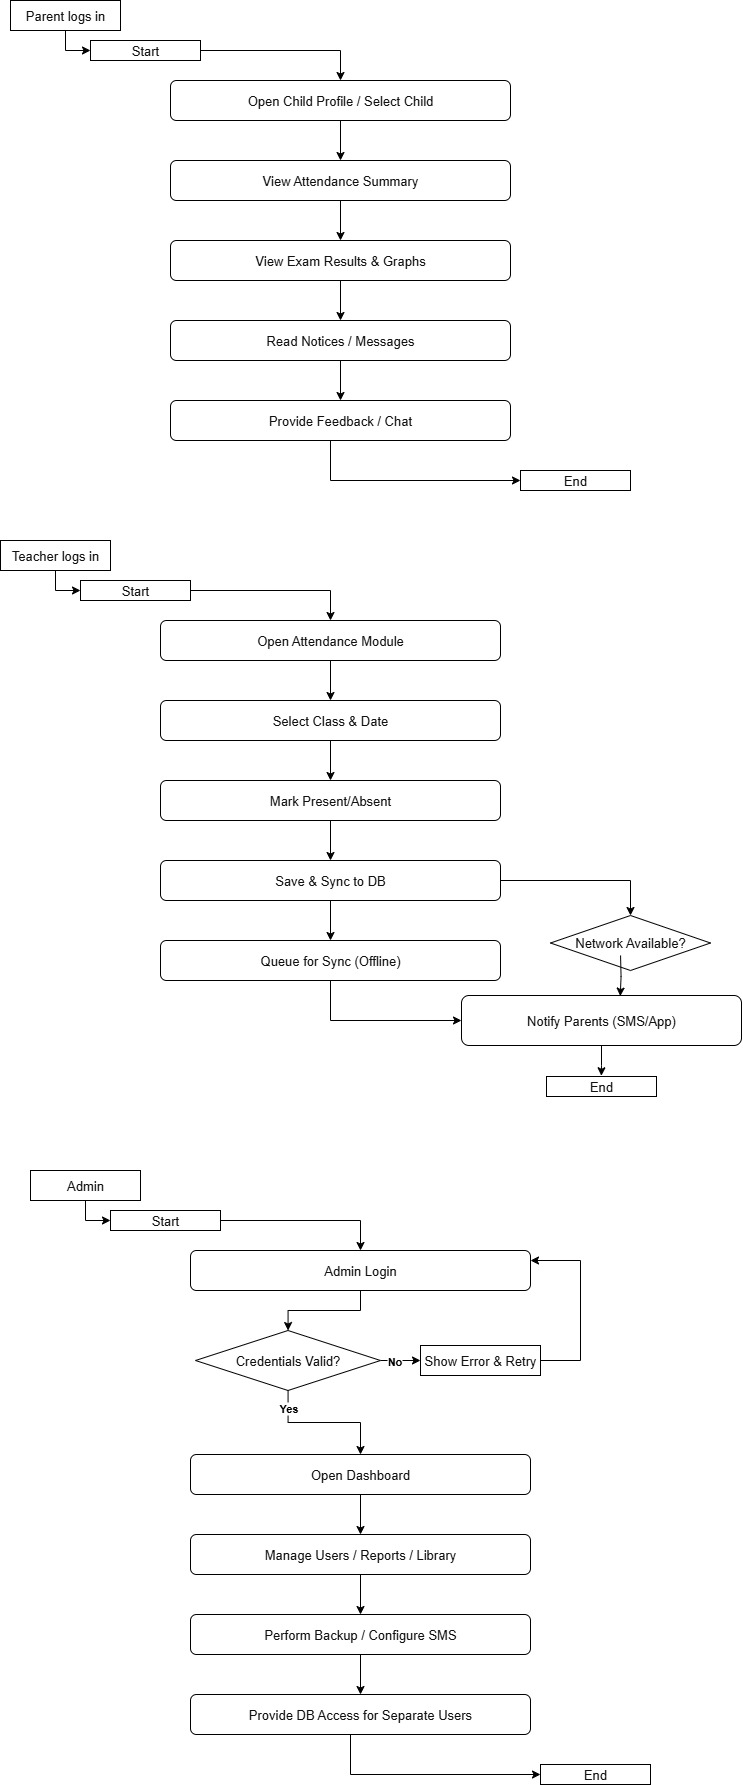 Parent logs in
Start
Open Child Profile / Select Child
View Attendance Summary
View Exam Results & Graphs
Read Notices / Messages
Provide Feedback / Chat
End
Teacher logs in
Start
Open Attendance Module
Select Class & Date
Mark Present/Absent
Save & Sync to DB
Network Available?
Queue for Sync (Offline)
Notify Parents (SMS/App)
End
Admin
Start
Admin Login
Credentials Valid?
No
Show Error & Retry
Yes
Open Dashboard
Manage Users / Reports / Library
Perform Backup / Configure SMS
Provide DB Access for Separate Users
End